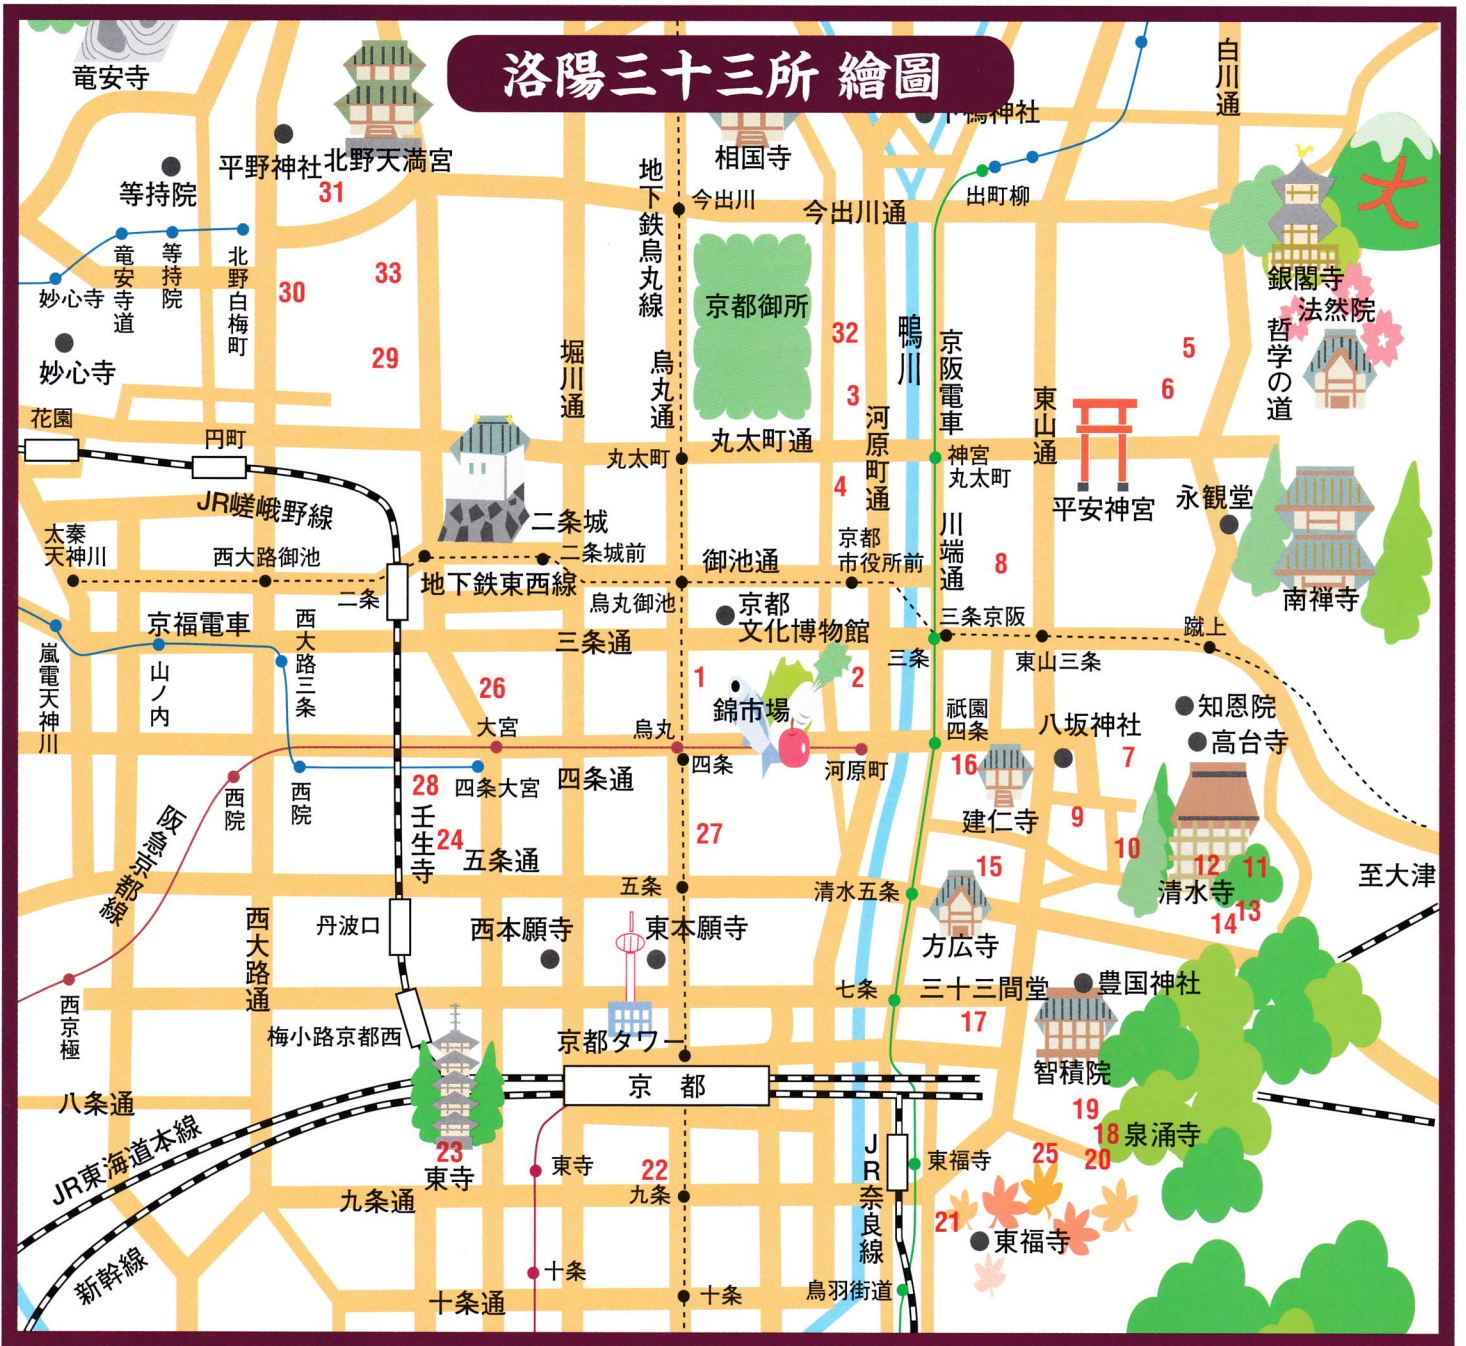 洛陽三十三所 繪圖
竜安寺
北野天満宮
平野神社
31
等持院
相国寺
下鴨神社
白川通
出町柳
今出川
今出川通
地下鉄烏丸線
妙心寺
竜安寺道
等持院
北野白梅町
妙心寺
30
33
29
京都御所
32
3
鴨川
京阪電車
銀閣寺
法然院
哲学の道
5
6
花園
円町
JR嵯峨野線
堀川通
烏丸通
丸太町
丸太町通
河原町通
4
神宮
丸太町
東山通
平安神宮
永観堂
南禅寺
太秦
天神川
西大路御池
二条
二条城
二条城前
地下鉄東西線
御池通
烏丸御池
京都
市役所前
川端通
8
京都
文化博物館
京福電車
嵐電天神川
山ノ内
西大路三条
三条通
三条
三条京阪
東山三条
蹴上
26
1
2
錦市場
大宮
烏丸
四条
四条通
河原町
祇園
四条
八坂神社
知恩院
高台寺
7
16
建仁寺
9
10
西院
西院
四条大宮
28
壬生寺
24
阪急京都線
五条通
27
五条
清水五条
15
方広寺
12
11
清水寺
13
14
至大津
丹波口
西大路通
西本願寺
東本願寺
七条
三十三間堂
17
豊国神社
智積院
西京極
梅小路京都西
京都タワー
京都
八条通
JR東海道本線
新幹線
23
東寺
東寺
22
九条
九条通
JR奈良線
東福寺
19
18
泉涌寺
20
25
21
東福寺
十条
十条通
十条
鳥羽街道